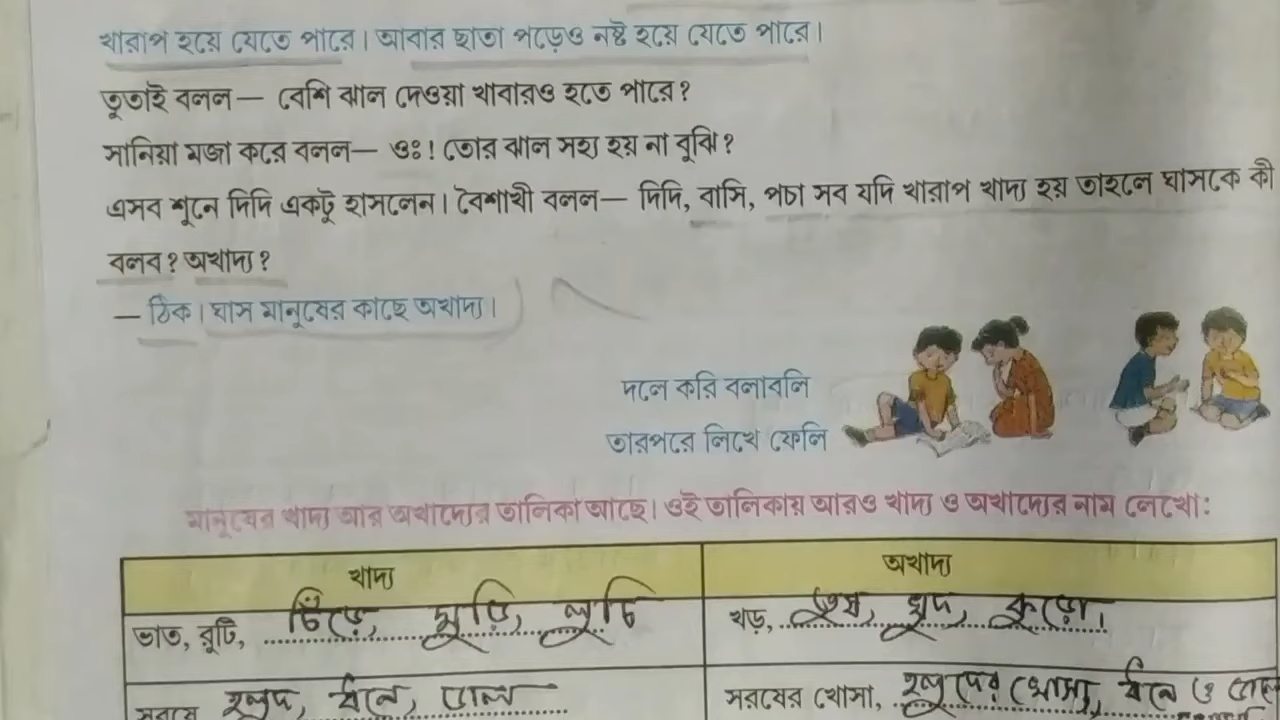 খারাপ হয়ে যেতে পারে। আবার ছাতা পড়েও নষ্ট হয়ে যেতে পারে।
তুতাই বলল— বেশি ঝাল দেওয়া খাবারও হতে পারে?
সানিয়া মজা করে বলল— ওঃ! তোর ঝাল সহ্য হয় না বুঝি?
এসব শুনে দিদি একটু হাসলেন। বৈশাখী বলল— দিদি, বাসি, পচা সব যদি খারাপ খাদ্য হয় তাহলে ঘাসকে কী
বলব? অখাদ্য?
— ঠিক। ঘাস মানুষের কাছে অখাদ্য।
দলে করি বলাবলি
তারপরে লিখে ফেলি
মানুষের খাদ্য আর অখাদ্যের তালিকা আছে। ওই তালিকায় আরও খাদ্য ও অখাদ্যের নাম লেখো:
খাদ্য
অখাদ্য
ভাত, রুটি, চিঁড়ে, মুড়ি, লুচি
খড়, তুষ, খুদ, কুড়ো।
সরষে হলুদ, ধনে,
সরষের খোসা, হলুদের খোসা, ধনে ও